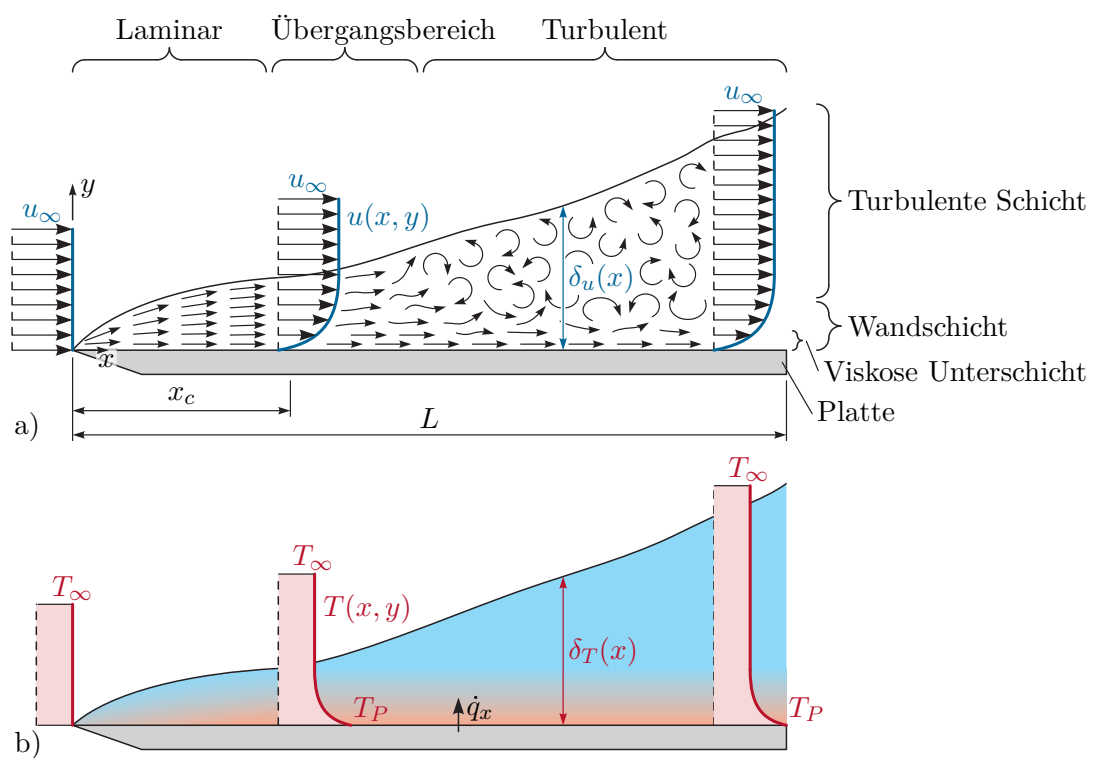 Laminar Übergangsbereich Turbulent
u∞
y
u∞
u∞
u(x, y)
δu(x)
Turbulente Schicht
Wandschicht
x
Viskose Unterschicht
xc
Platte
L
a)
T∞
T∞
T∞
T(x, y)
δT(x)
TP
q̇x
TP
b)